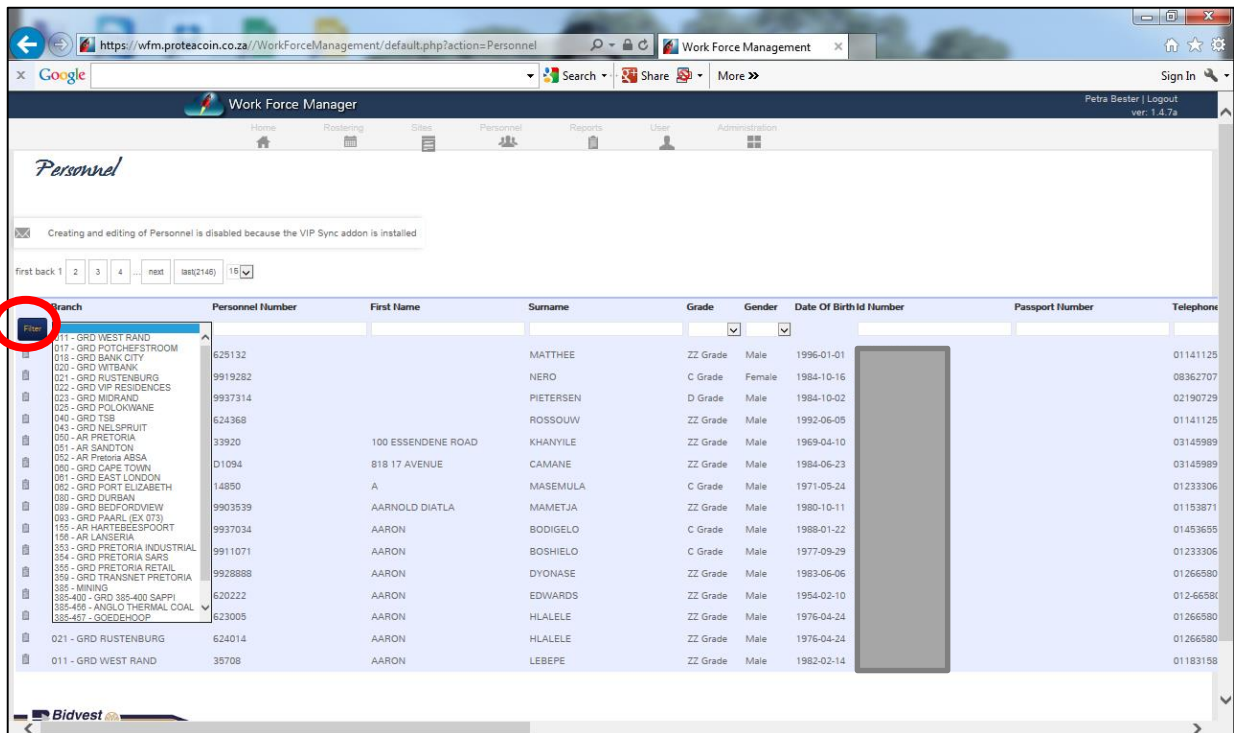 https://wfm.proteacoin.co.za//WorkForceManagement/default.php?action=Personnel
Work Force Management
Google
Search
Share
More »
Sign In
Work Force Manager
Petra Bester | Logout
ver: 1.4.7a
Home Rostering Sites Personnel Reports User Administration
Personnel
Creating and editing of Personnel is disabled because the VIP Sync addon is installed
first back 1 2 3 4 ... next last(2146) 15
Branch Personnel Number First Name Surname Grade Gender Date Of Birth Id Number Passport Number Telephone
Filter
011 - GRD WEST RAND
017 - GRD POTCHEFSTROOM
018 - GRD BANK CITY
020 - GRD WITBANK
021 - GRD RUSTENBURG
022 - GRD VIP RESIDENCES
023 - GRD MIDRAND
025 - GRD POLOKWANE
040 - GRD TSB
043 - GRD NELSPRUIT
050 - AR PRETORIA
051 - AR SANDTON
052 - AR Pretoria ABSA
060 - GRD CAPE TOWN
061 - GRD EAST LONDON
062 - GRD PORT ELIZABETH
080 - GRD DURBAN
089 - GRD BEDFORDVIEW
093 - GRD PAARL (EX 073)
155 - AR HARTEBEESPOORT
156 - AR LANSERIA
353 - GRD PRETORIA INDUSTRIAL
354 - GRD PRETORIA SARS
355 - GRD PRETORIA RETAIL
359 - GRD TRANSNET PRETORIA
385 - MINING
385-400 - GRD 385-400 SAPPI
385-456 - ANGLO THERMAL COAL
385-457 - GOEDEHOOP
625132 MATTHEE ZZ Grade Male 1996-01-01 01141125
9919282 NERO C Grade Female 1984-10-16 08362707
9937314 PIETERSEN D Grade Male 1984-10-02 02190729
624368 ROSSOUW ZZ Grade Male 1992-06-05 01141125
33920 100 ESSENDENE ROAD KHANYILE ZZ Grade Male 1969-04-10 03145989
D1094 818 17 AVENUE CAMANE ZZ Grade Male 1984-06-23 03145989
14850 A MASEMULA C Grade Male 1971-05-24 01233306
9903539 AARNOLD DIATLA MAMETJA ZZ Grade Male 1980-10-11 01153871
9937034 AARON BODIGELO C Grade Male 1988-01-22 01453655
9911071 AARON BOSHIELO C Grade Male 1977-09-29 01233306
9928888 AARON DYONASE ZZ Grade Male 1983-06-06 01266580
620222 AARON EDWARDS ZZ Grade Male 1954-02-10 012-6658
623005 AARON HLALELE ZZ Grade Male 1976-04-24 01266580
021 - GRD RUSTENBURG 624014 AARON HLALELE ZZ Grade Male 1976-04-24 01266580
011 - GRD WEST RAND 35708 AARON LEBEPE ZZ Grade Male 1982-02-14 01183158
Bidvest